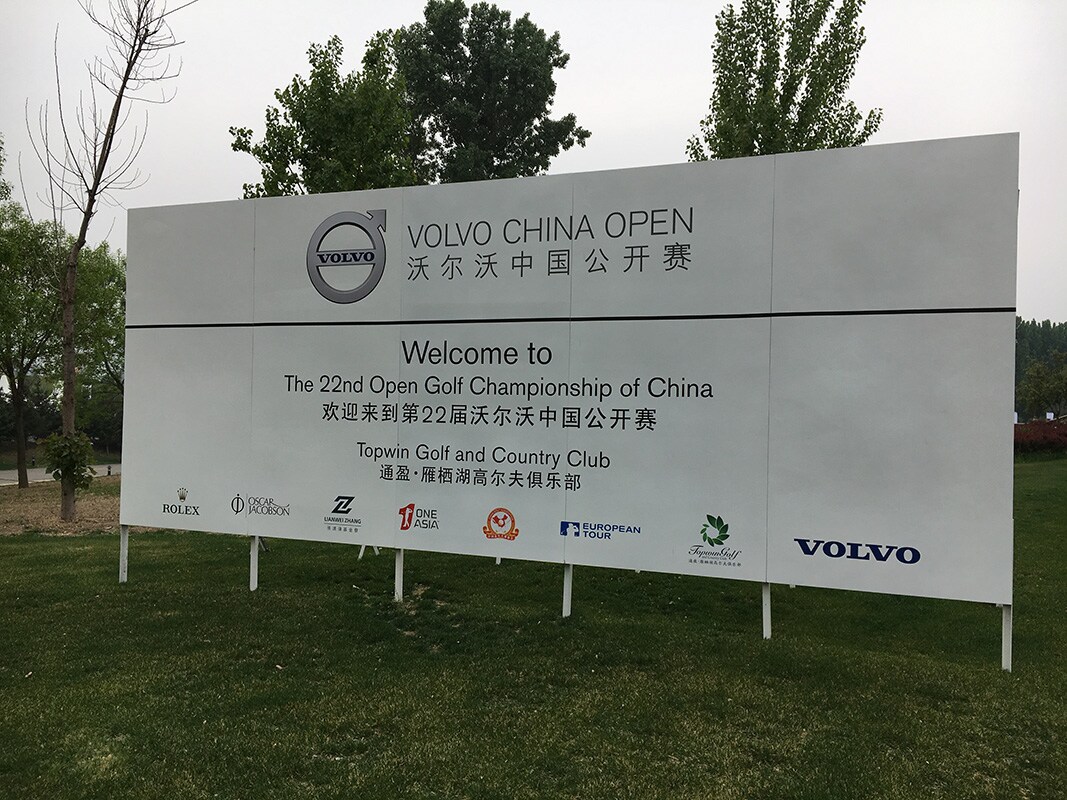 VOLVO
VOLVO CHINA OPEN
沃尔沃中国公开赛
Welcome to
The 22nd Open Golf Championship of China
欢迎来到第22届沃尔沃中国公开赛
Topwin Golf and Country Club
通盈·雁栖湖高尔夫俱乐部
ROLEX
OSCAR
JACOBSON
LIANWEI ZHANG
ONE
ASIA
EUROPEAN
TOUR
Topwin Golf
VOLVO